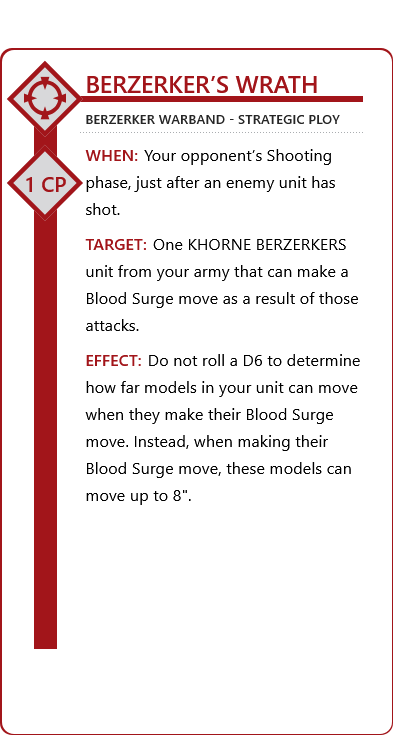 BERZERKER’S WRATH
BERZERKER WARBAND - STRATEGIC PLOY
1 CP
WHEN: Your opponent’s Shooting
phase, just after an enemy unit has
shot.
TARGET: One KHORNE BERZERKERS
unit from your army that can make a
Blood Surge move as a result of those
attacks.
EFFECT: Do not roll a D6 to determine
how far models in your unit can move
when they make their Blood Surge
move. Instead, when making their
Blood Surge move, these models can
move up to 8".